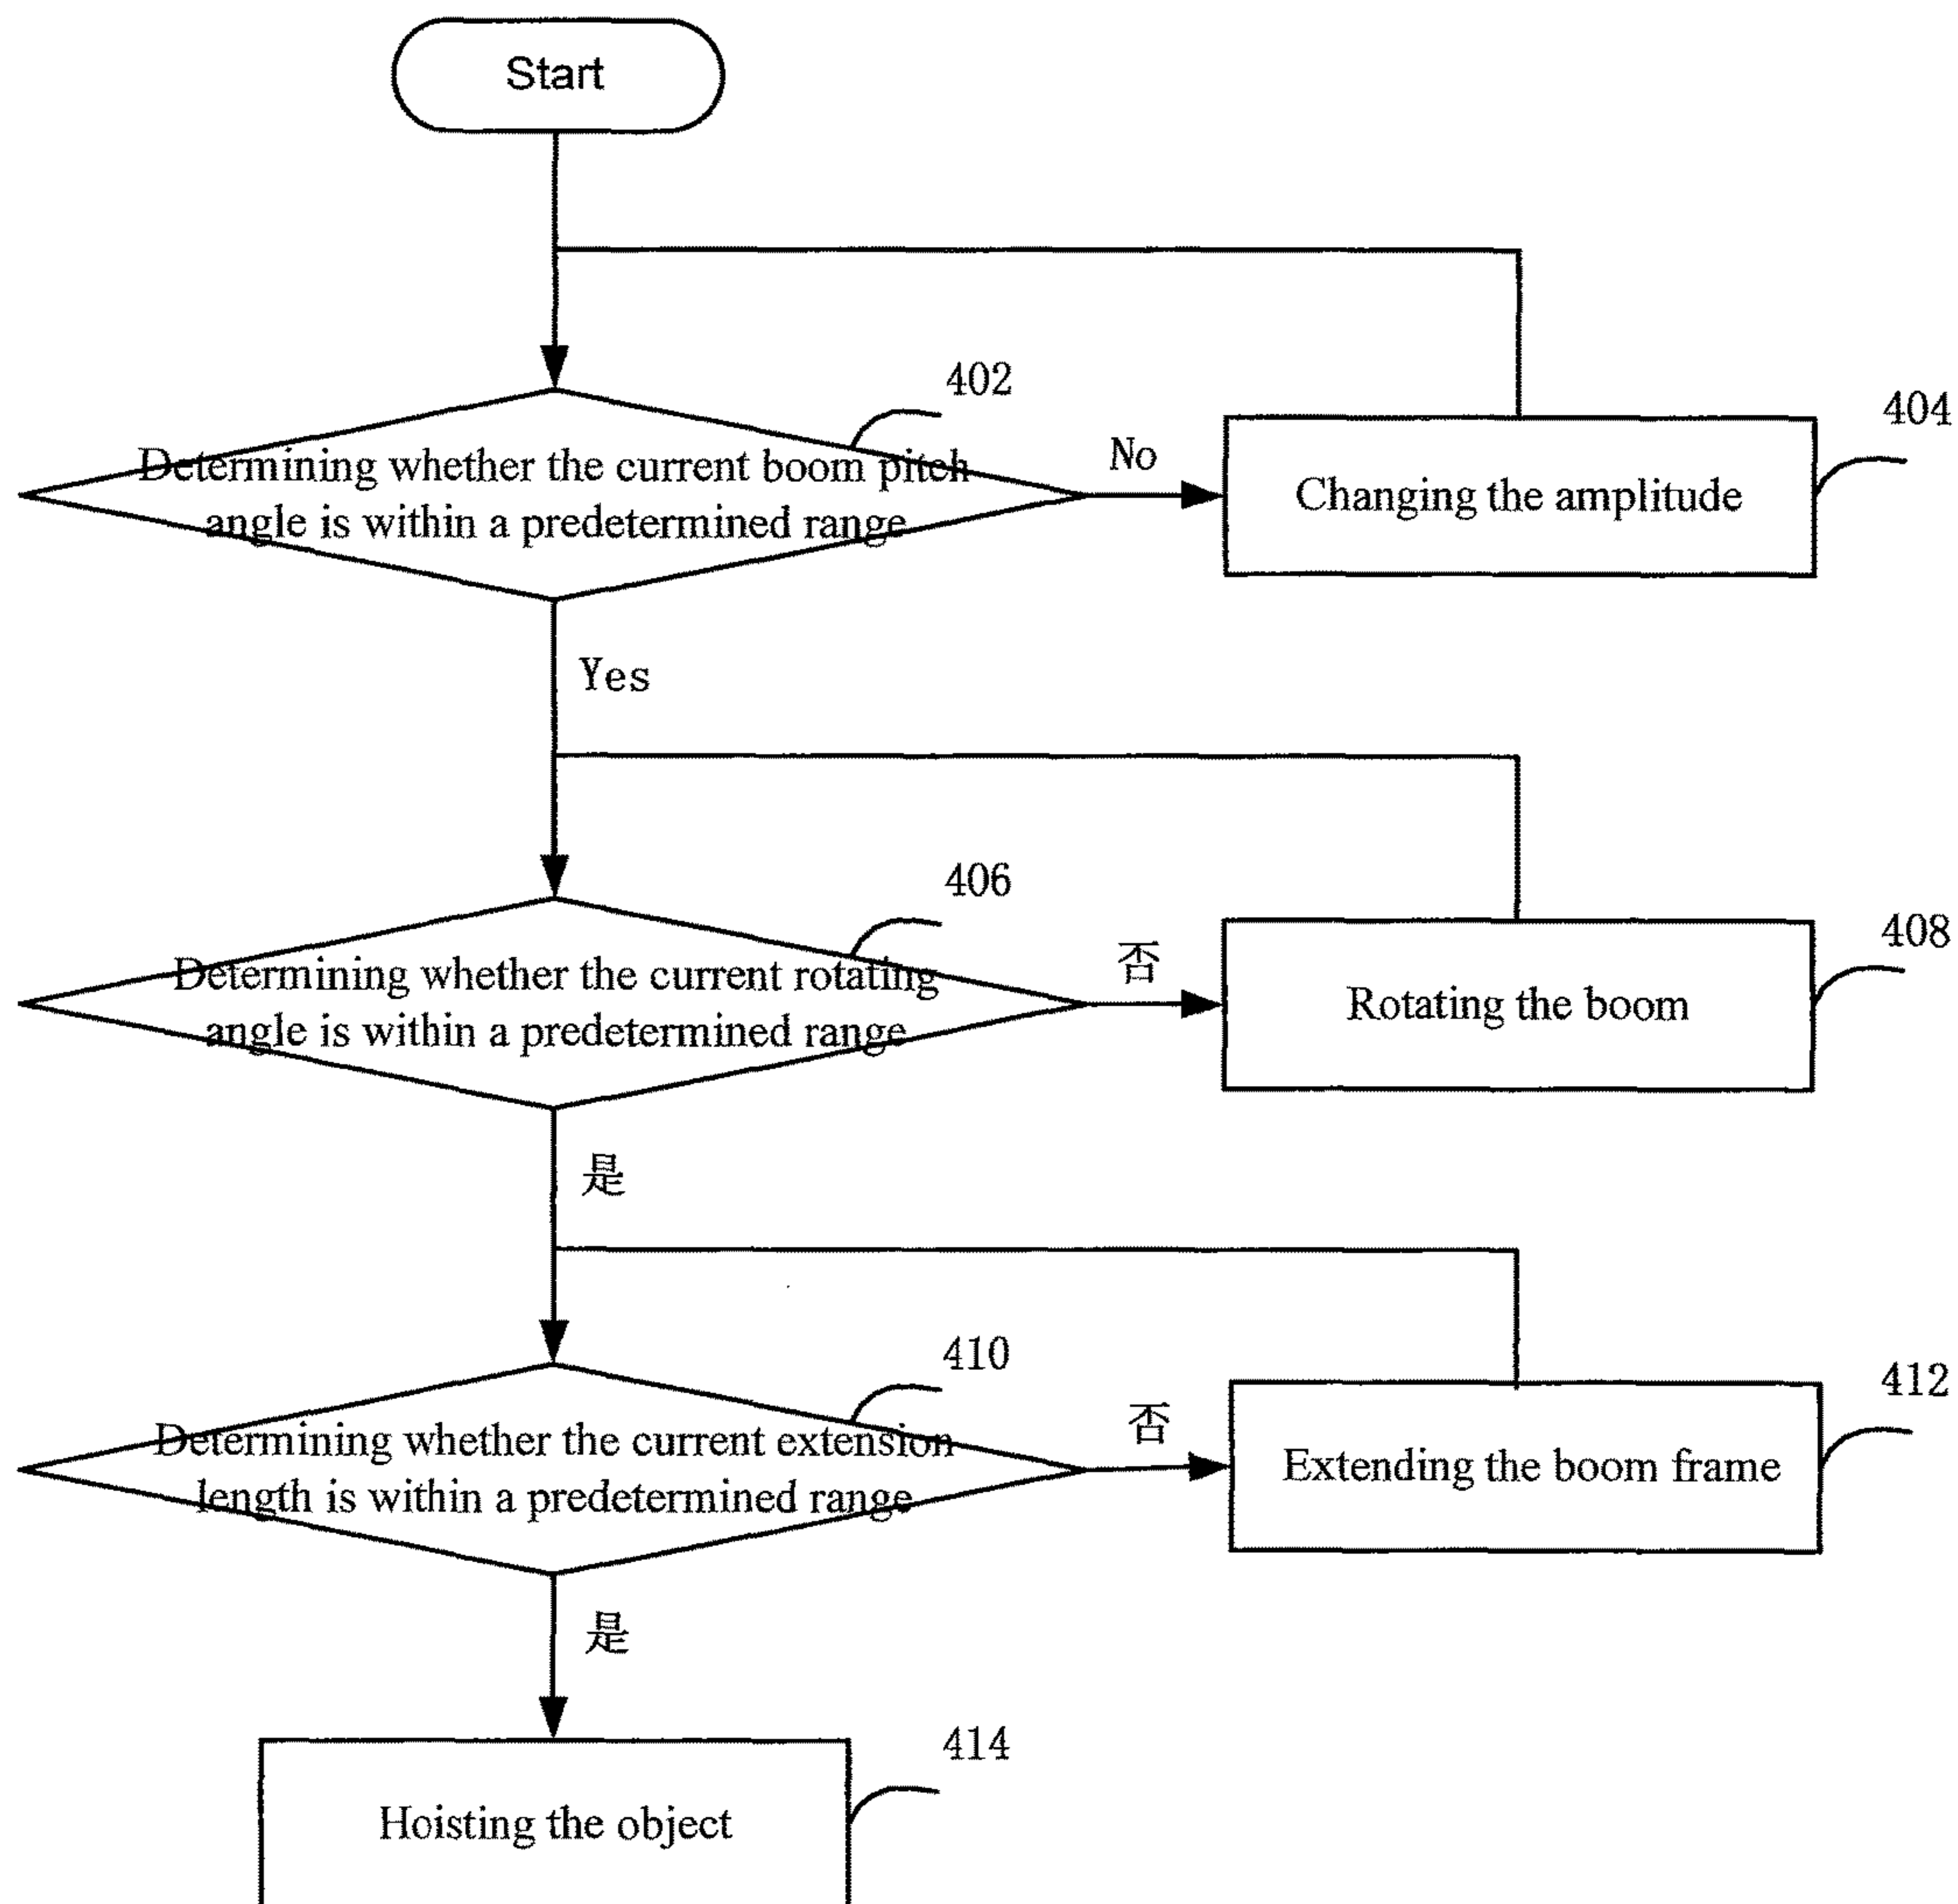 Start
402
Determining whether the current boom pitch
angle is within a predetermined range
No
404
Changing the amplitude
Yes
406
Determining whether the current rotating
angle is within a predetermined range
否
408
Rotating the boom
是
410
Determining whether the current extension
length is within a predetermined range
否
412
Extending the boom frame
是
414
Hoisting the object